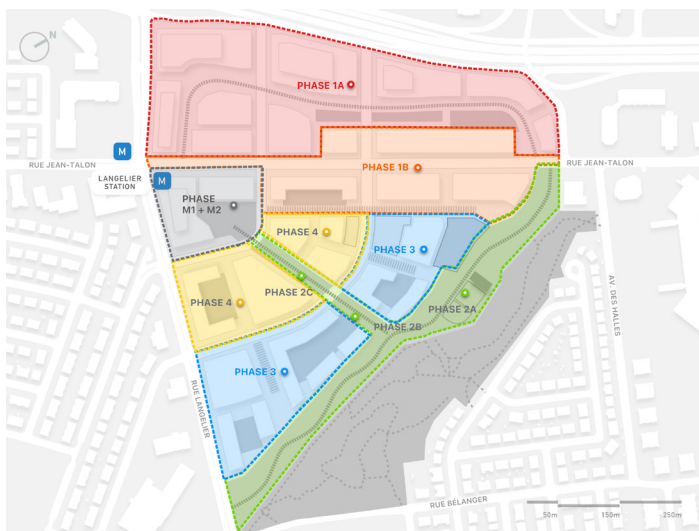 N
PHASE 1A
M
RUE JEAN-TALON
RUE JEAN-TALON
PHASE 1B
LANGELIER
STATION
M
PHASE
M1 + M2
PHASE 4
PHASE 3
AV. DES HALLES
PHASE 2C
PHASE 2A
PHASE 4
PHASE 2B
PHASE 3
RUE LANGELIER
RUE BÉLANGER
50m
150m
250m